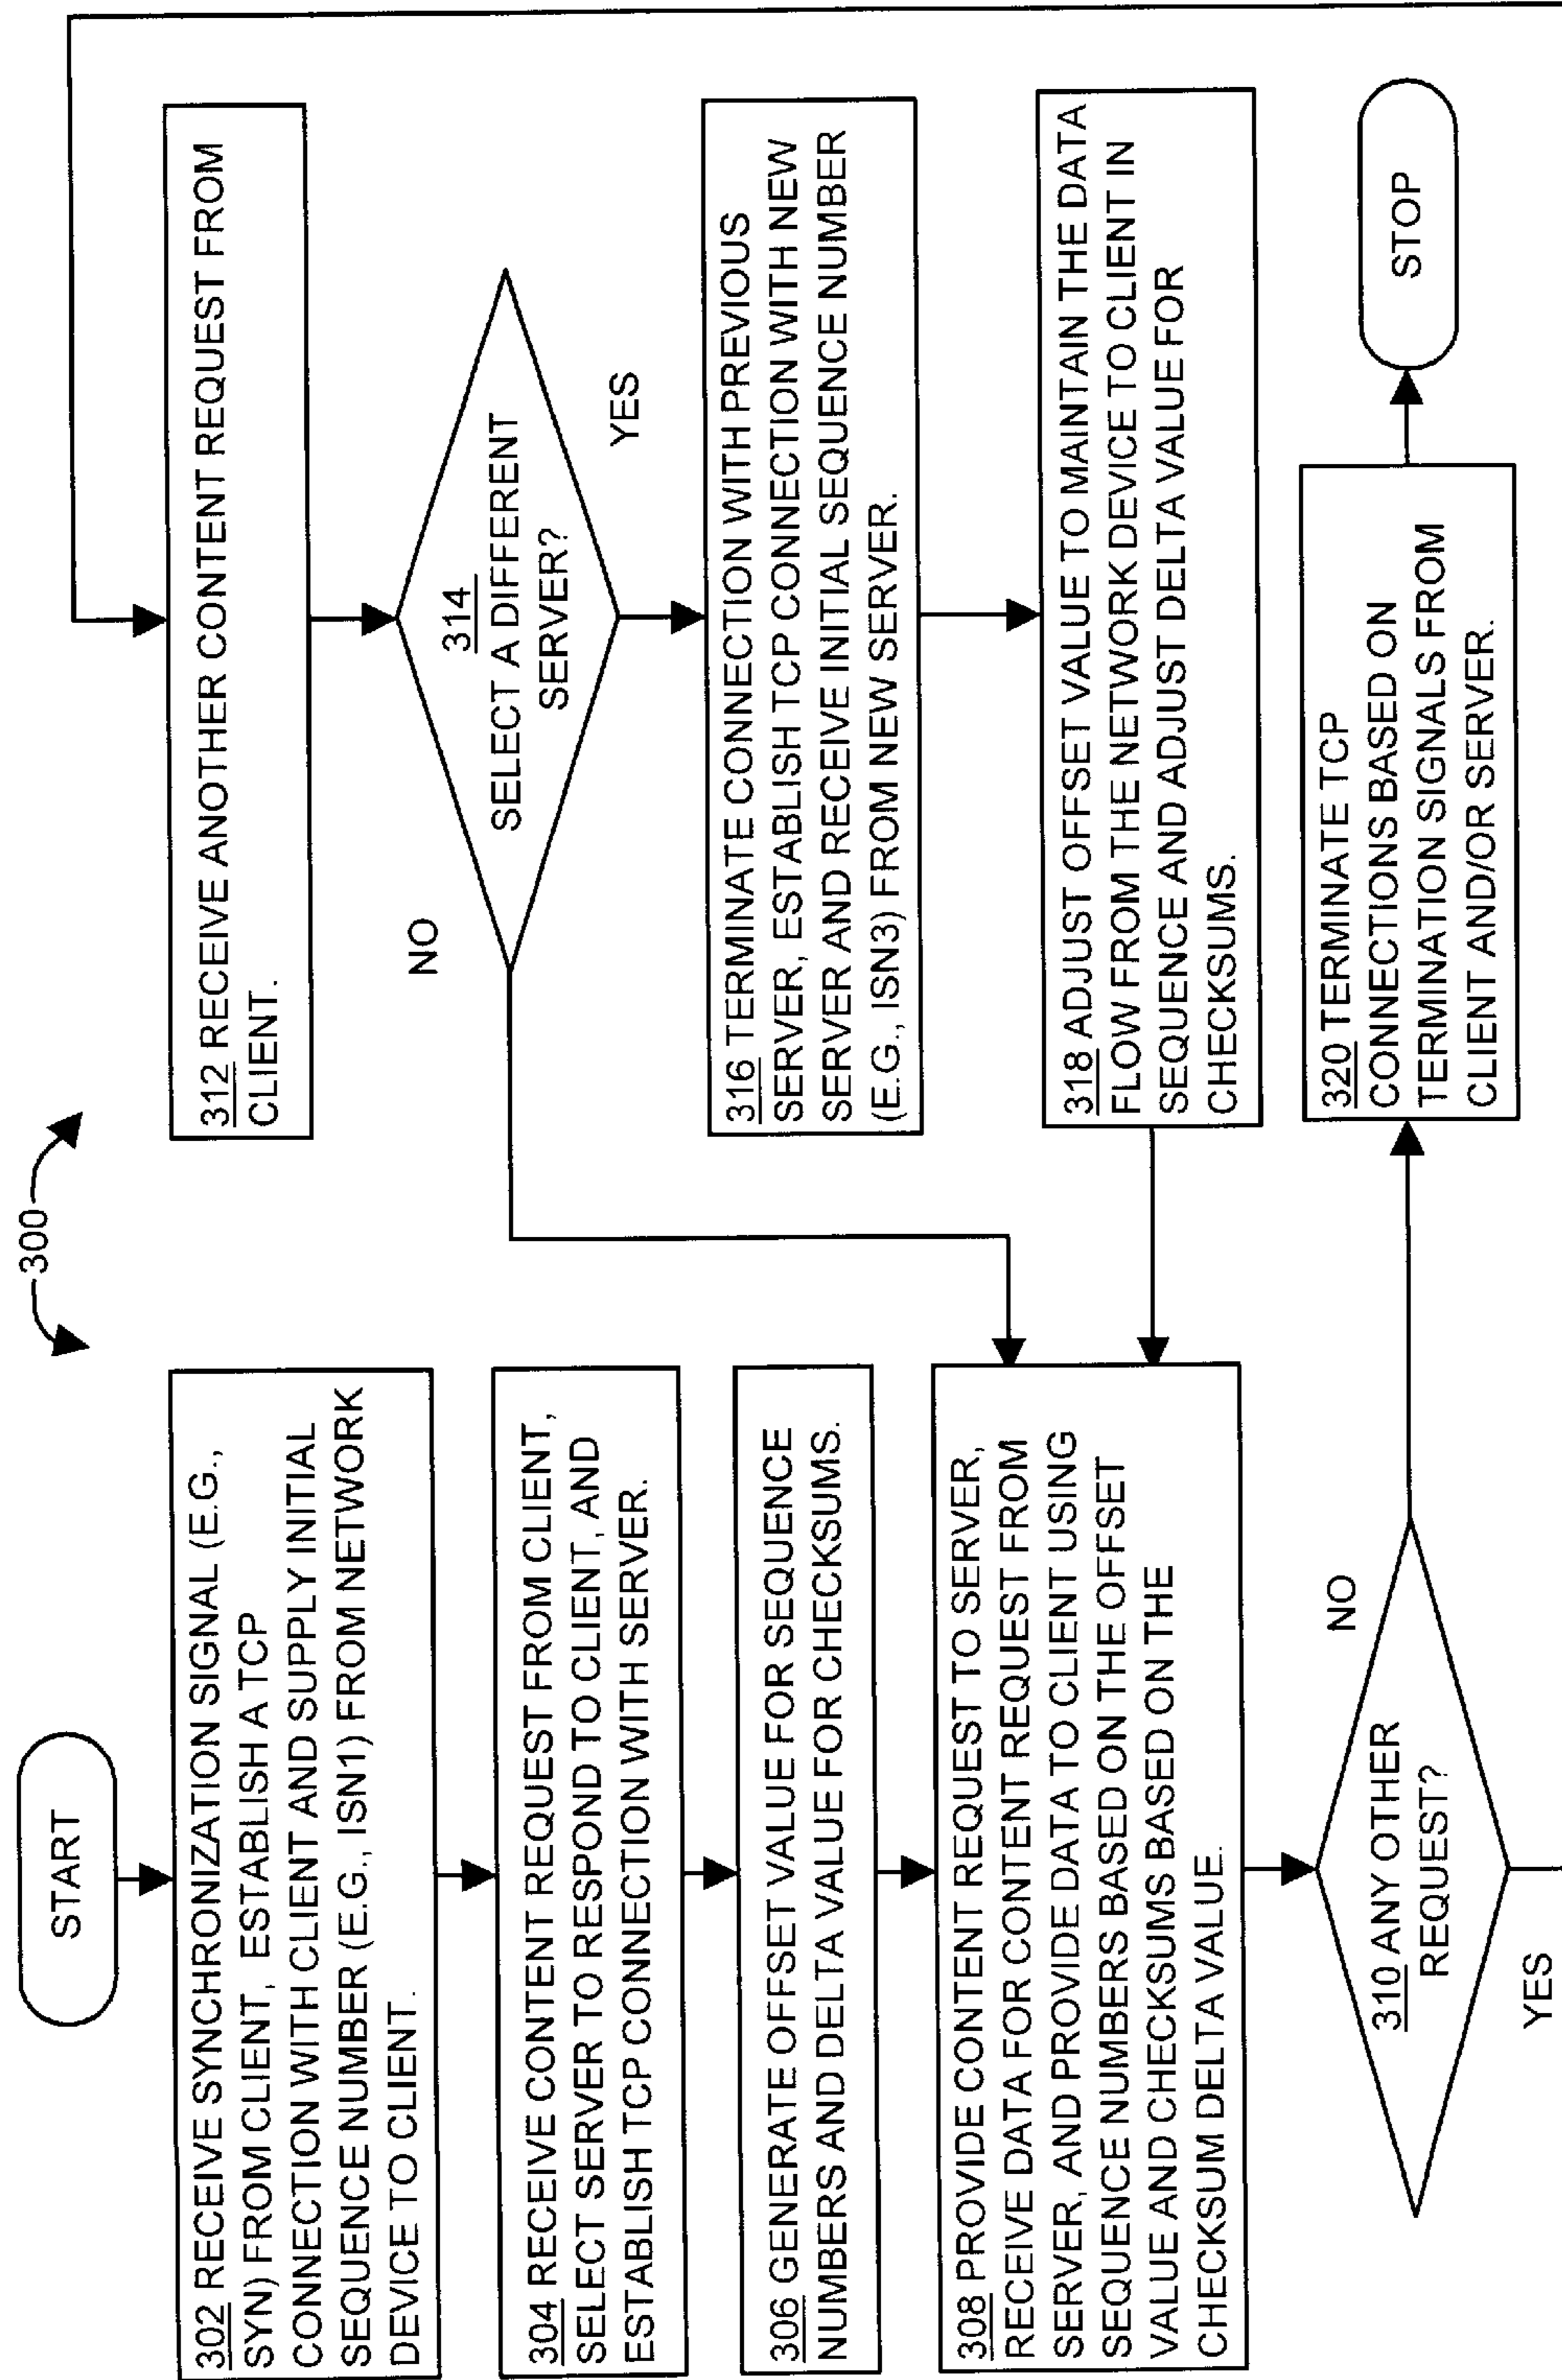 300
START
302 RECEIVE SYNCHRONIZATION SIGNAL (E.G.,
SYN) FROM CLIENT, ESTABLISH A TCP
CONNECTION WITH CLIENT AND SUPPLY INITIAL
SEQUENCE NUMBER (E.G., ISN1) FROM NETWORK
DEVICE TO CLIENT.
304 RECEIVE CONTENT REQUEST FROM CLIENT,
SELECT SERVER TO RESPOND TO CLIENT, AND
ESTABLISH TCP CONNECTION WITH SERVER.
306 GENERATE OFFSET VALUE FOR SEQUENCE
NUMBERS AND DELTA VALUE FOR CHECKSUMS.
308 PROVIDE CONTENT REQUEST TO SERVER,
RECEIVE DATA FOR CONTENT REQUEST FROM
SERVER, AND PROVIDE DATA TO CLIENT USING
SEQUENCE NUMBERS BASED ON THE OFFSET
VALUE AND CHECKSUMS BASED ON THE
CHECKSUM DELTA VALUE.
310 ANY OTHER
REQUEST?
NO
YES
312 RECEIVE ANOTHER CONTENT REQUEST FROM
CLIENT.
314
SELECT A DIFFERENT
SERVER?
NO
YES
316 TERMINATE CONNECTION WITH PREVIOUS
SERVER, ESTABLISH TCP CONNECTION WITH NEW
SERVER AND RECEIVE INITIAL SEQUENCE NUMBER
(E.G., ISN3) FROM NEW SERVER.
318 ADJUST OFFSET VALUE TO MAINTAIN THE DATA
FLOW FROM THE NETWORK DEVICE TO CLIENT IN
SEQUENCE AND ADJUST DELTA VALUE FOR
CHECKSUMS.
320 TERMINATE TCP
CONNECTIONS BASED ON
TERMINATION SIGNALS FROM
CLIENT AND/OR SERVER.
STOP